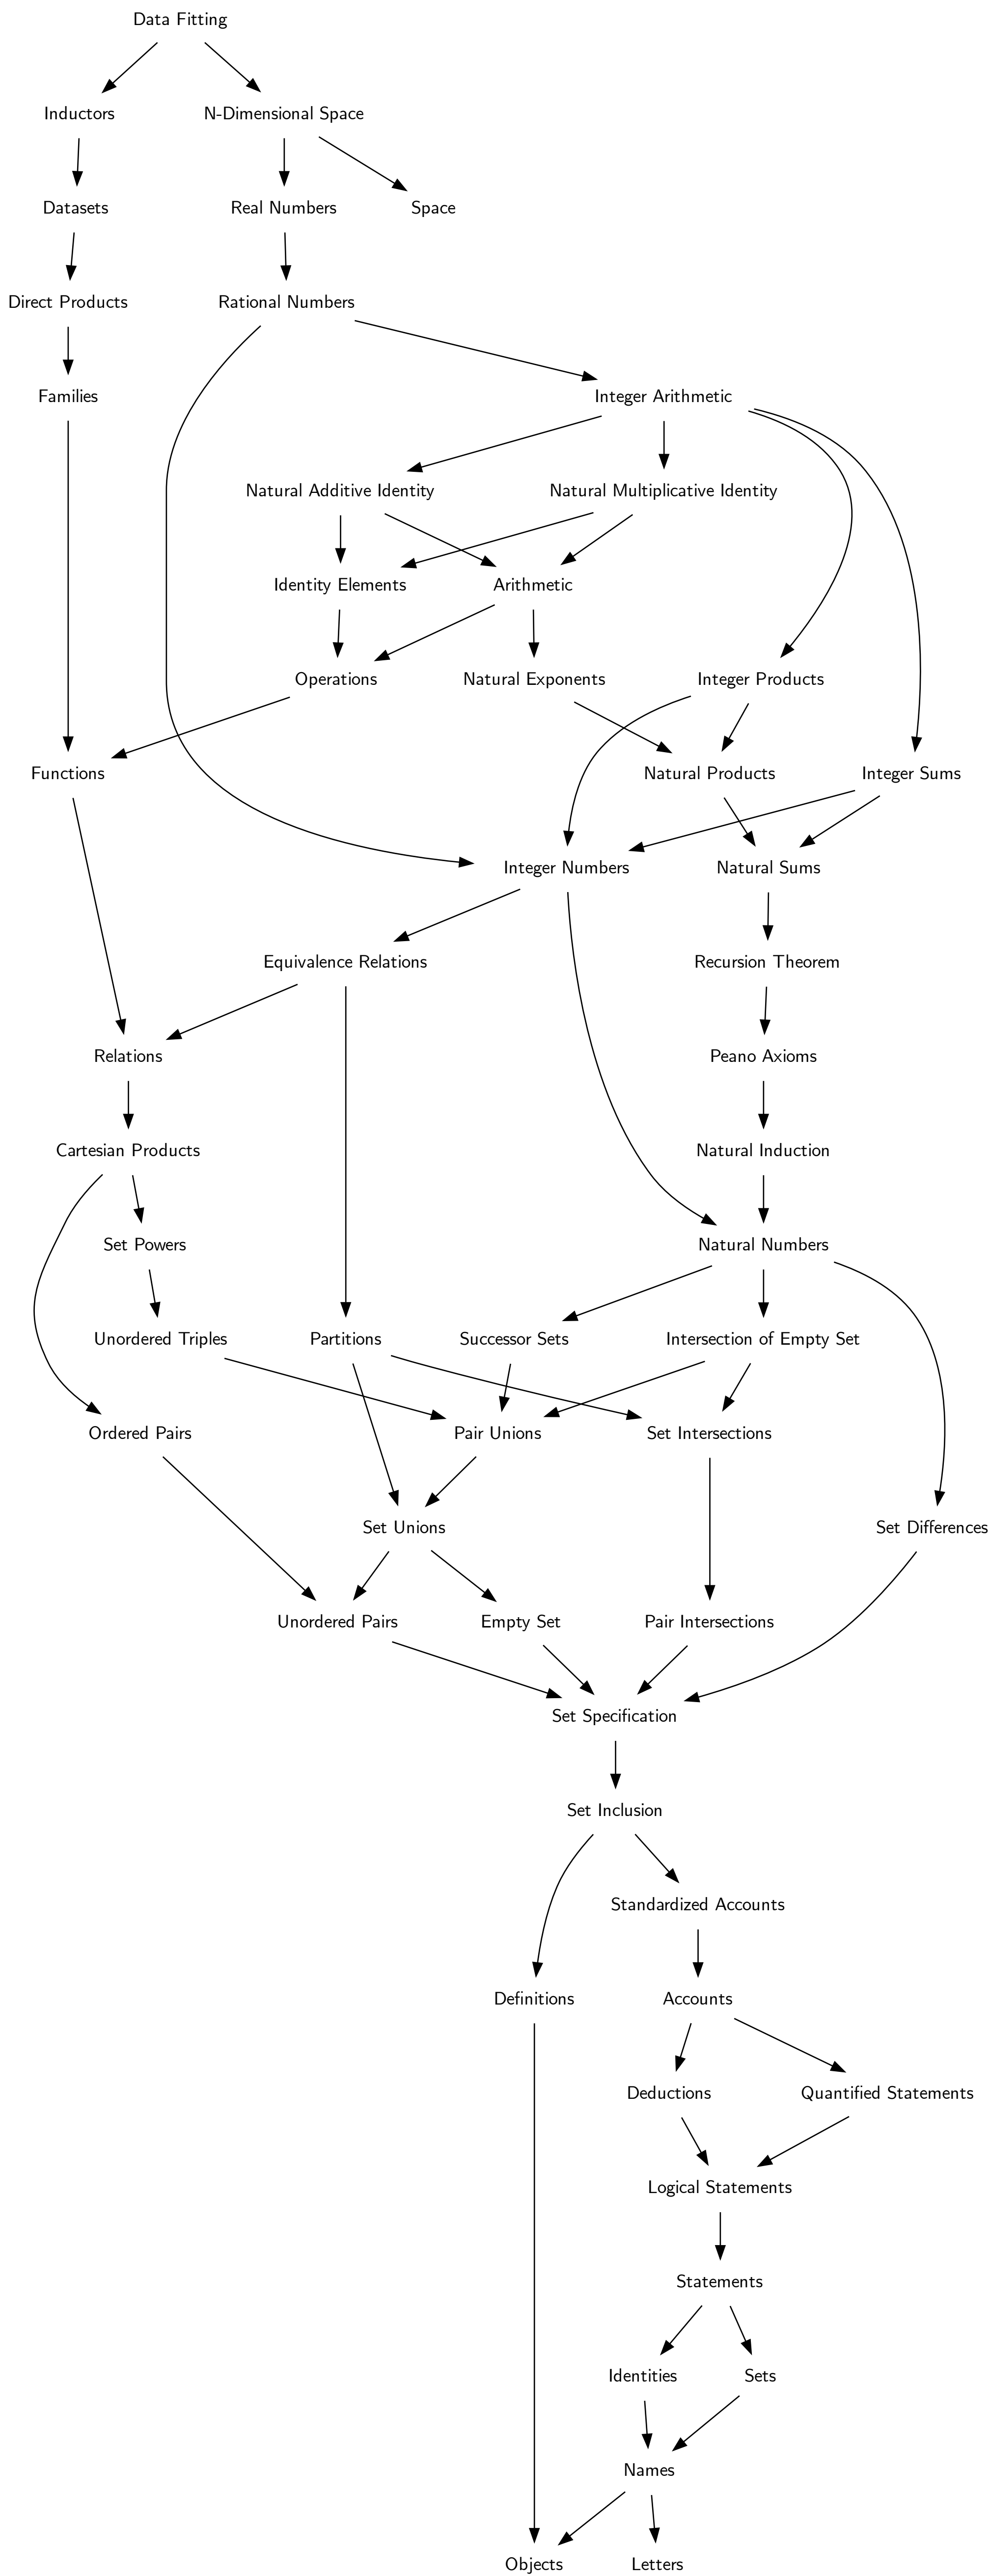 Data Fitting
Inductors
N-Dimensional Space
Datasets
Real Numbers
Space
Direct Products
Rational Numbers
Families
Integer Arithmetic
Natural Additive Identity
Natural Multiplicative Identity
Identity Elements
Arithmetic
Operations
Natural Exponents
Integer Products
Functions
Natural Products
Integer Sums
Integer Numbers
Natural Sums
Equivalence Relations
Recursion Theorem
Relations
Peano Axioms
Cartesian Products
Natural Induction
Set Powers
Natural Numbers
Unordered Triples
Partitions
Successor Sets
Intersection of Empty Set
Ordered Pairs
Pair Unions
Set Intersections
Set Unions
Set Differences
Unordered Pairs
Empty Set
Pair Intersections
Set Specification
Set Inclusion
Standardized Accounts
Definitions
Accounts
Deductions
Quantified Statements
Logical Statements
Statements
Identities
Sets
Names
Objects
Letters